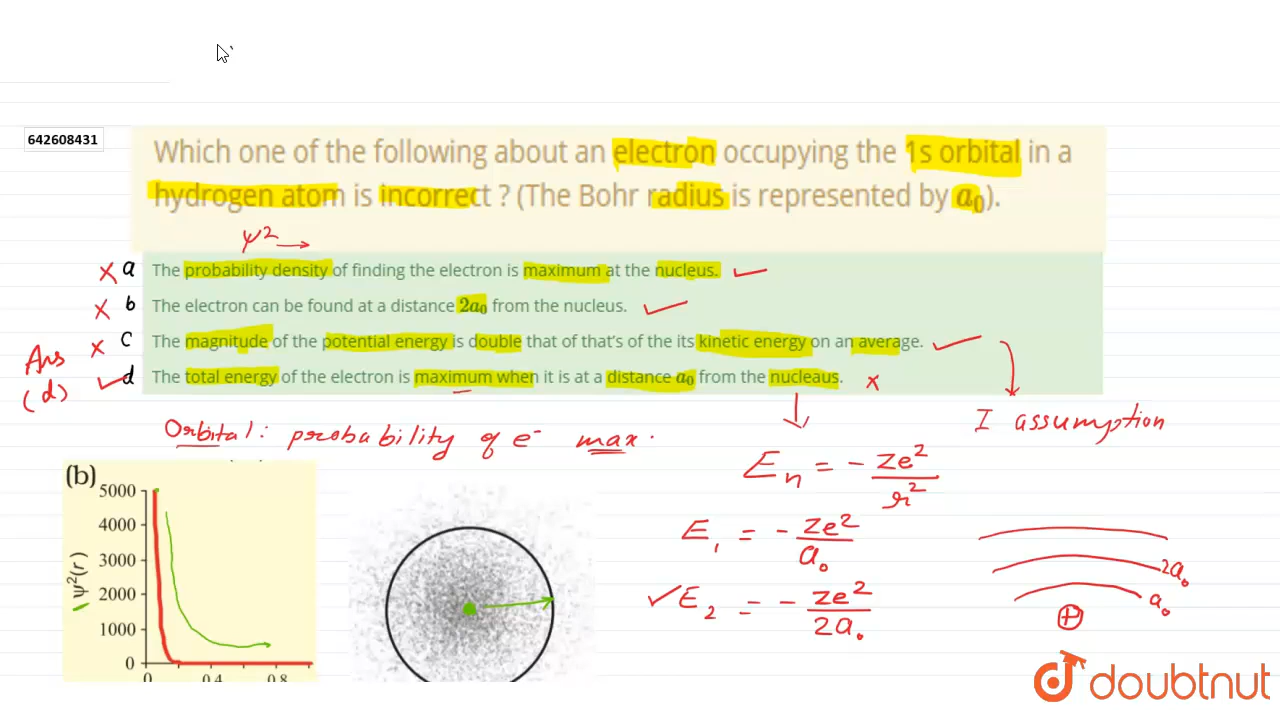 642608431
Which one of the following about an electron occupying the 1s orbital in a
hydrogen atom is incorrect ? (The Bohr radius is represented by a₀).
ψ²
× a The probability density of finding the electron is maximum at the nucleus. ✓
× b The electron can be found at a distance 2a₀ from the nucleus. ✓
× c The magnitude of the potential energy is double that of that's of the its kinetic energy on an average. ✓
✓ d The total energy of the electron is maximum when it is at a distance a₀ from the nucleaus. ×
Ans
(d)
I assumption
Orbital: probability of e⁻ max.
Eₙ = - ze²/r²
E₁ = - ze²/a₀
✓ E₂ = - ze²/2a₀
2a₀
a₀
+
(b)
ψ²(r)
5000
4000
3000
2000
1000
0
0 0.4 0.8
doubtnut